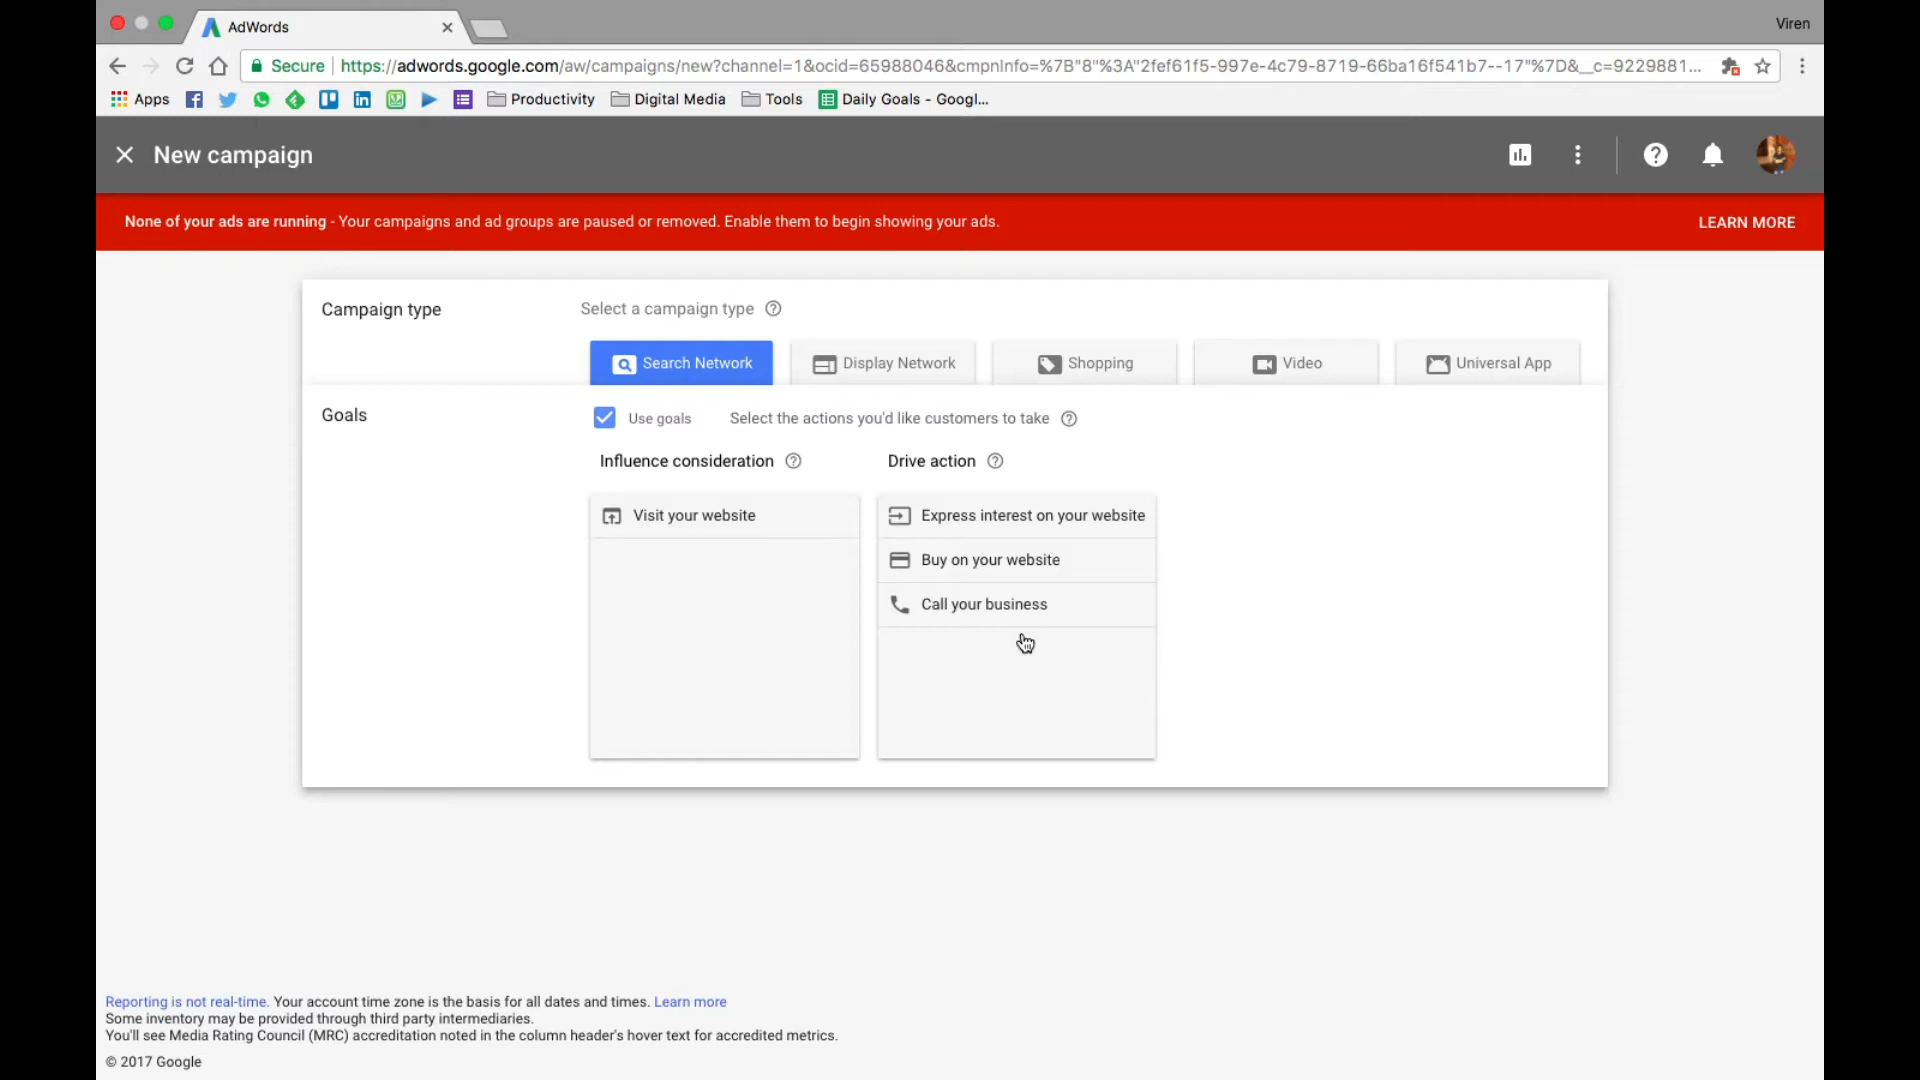 AdWords
Viren
Secure https://adwords.google.com/aw/campaigns/new?channel=1&ocid=65988046&cmpnInfo=%7B"8"%3A"2fef61f5-997e-4c79-8719-66ba16f541b7--17"%7D&__c=9229881...
Apps Productivity Digital Media Tools Daily Goals - Googl...
New campaign
None of your ads are running - Your campaigns and ad groups are paused or removed. Enable them to begin showing your ads. LEARN MORE
Campaign type Select a campaign type
Search Network Display Network Shopping Video Universal App
Goals Use goals Select the actions you'd like customers to take
Influence consideration Drive action
Visit your website Express interest on your website
Buy on your website
Call your business
Reporting is not real-time. Your account time zone is the basis for all dates and times. Learn more
Some inventory may be provided through third party intermediaries.
You'll see Media Rating Council (MRC) accreditation noted in the column header's hover text for accredited metrics.
© 2017 Google